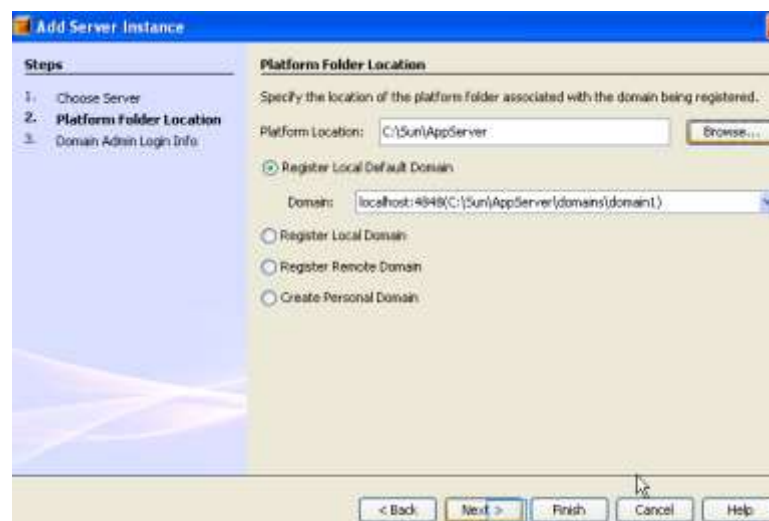 Add Server Instance
Steps
1. Choose Server
2. Platform Folder Location
3. Domain Admin Login Info
Platform Folder Location
Specify the location of the platform folder associated with the domain being registered.
Platform Location: C:\Sun\AppServer Browse...
Register Local Default Domain
Domain: localhost:4848(C:\Sun\AppServer\domains\domain1)
Register Local Domain
Register Remote Domain
Create Personal Domain
< Back Next > Finish Cancel Help